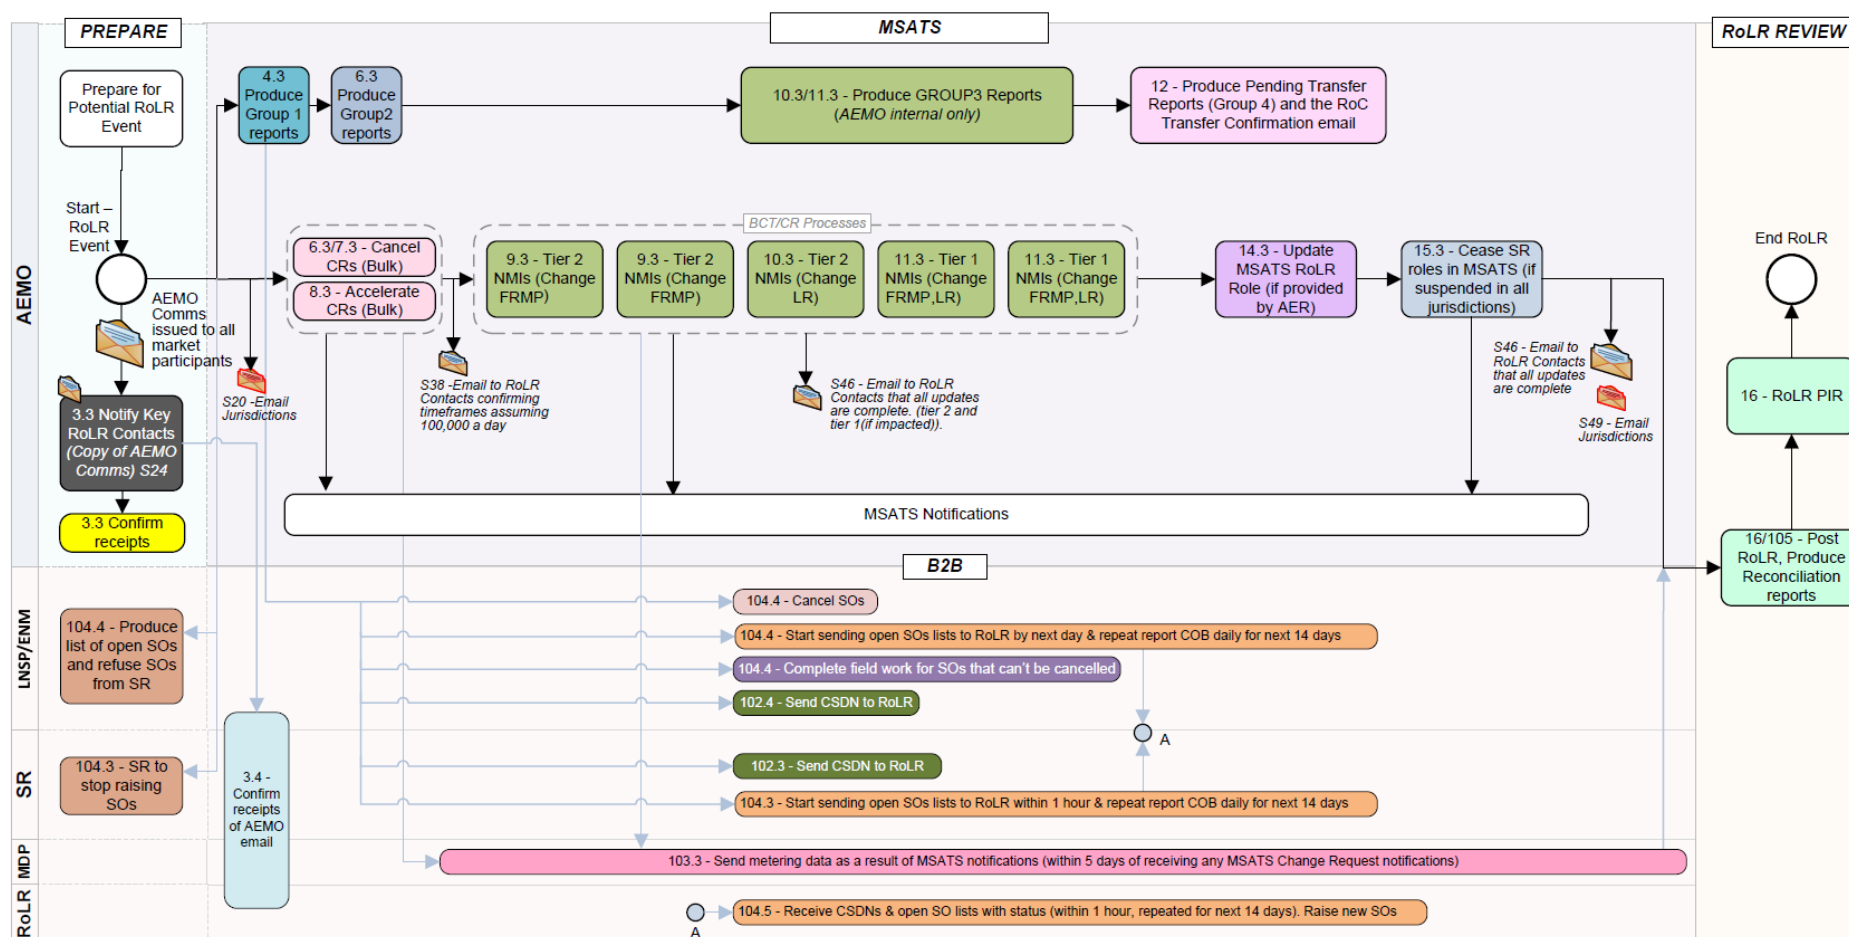 PREPARE
MSATS
RoLR REVIEW
AEMO
LNSP/ENM
SR
MDP
RoLR
Prepare for
Potential RoLR
Event
Start –
RoLR
Event
AEMO
Comms
issued to all
market
participants
3.3 Notify Key
RoLR Contacts
(Copy of AEMO
Comms) S24
3.3 Confirm
receipts
4.3
Produce
Group 1
reports
6.3
Produce
Group2
reports
10.3/11.3 - Produce GROUP3 Reports
(AEMO internal only)
12 - Produce Pending Transfer
Reports (Group 4) and the RoC
Transfer Confirmation email
S20 -Email
Jurisdictions
6.3/7.3 - Cancel
CRs (Bulk)
8.3 - Accelerate
CRs (Bulk)
S38 -Email to RoLR
Contacts confirming
timeframes assuming
100,000 a day
BCT/CR Processes
9.3 - Tier 2
NMIs (Change
FRMP)
9.3 - Tier 2
NMIs (Change
FRMP)
10.3 - Tier 2
NMIs (Change
LR)
11.3 - Tier 1
NMIs (Change
FRMP,LR)
11.3 - Tier 1
NMIs (Change
FRMP,LR)
S46 - Email to RoLR
Contacts that all updates
are complete. (tier 2 and
tier 1(if impacted)).
14.3 - Update
MSATS RoLR
Role (if provided
by AER)
15.3 - Cease SR
roles in MSATS (if
suspended in all
jurisdictions)
S46 - Email to
RoLR Contacts
that all updates
are complete
S49 - Email
Jurisdictions
MSATS Notifications
End RoLR
16 - RoLR PIR
16/105 - Post
RoLR, Produce
Reconciliation
reports
B2B
104.4 - Produce
list of open SOs
and refuse SOs
from SR
104.4 - Cancel SOs
104.4 - Start sending open SOs lists to RoLR by next day & repeat report COB daily for next 14 days
104.4 - Complete field work for SOs that can't be cancelled
102.4 - Send CSDN to RoLR
A
104.3 - SR to
stop raising
SOs
3.4 -
Confirm
receipts
of AEMO
email
102.3 - Send CSDN to RoLR
104.3 - Start sending open SOs lists to RoLR within 1 hour & repeat report COB daily for next 14 days
103.3 - Send metering data as a result of MSATS notifications (within 5 days of receiving any MSATS Change Request notifications)
A
104.5 - Receive CSDNs & open SO lists with status (within 1 hour, repeated for next 14 days). Raise new SOs